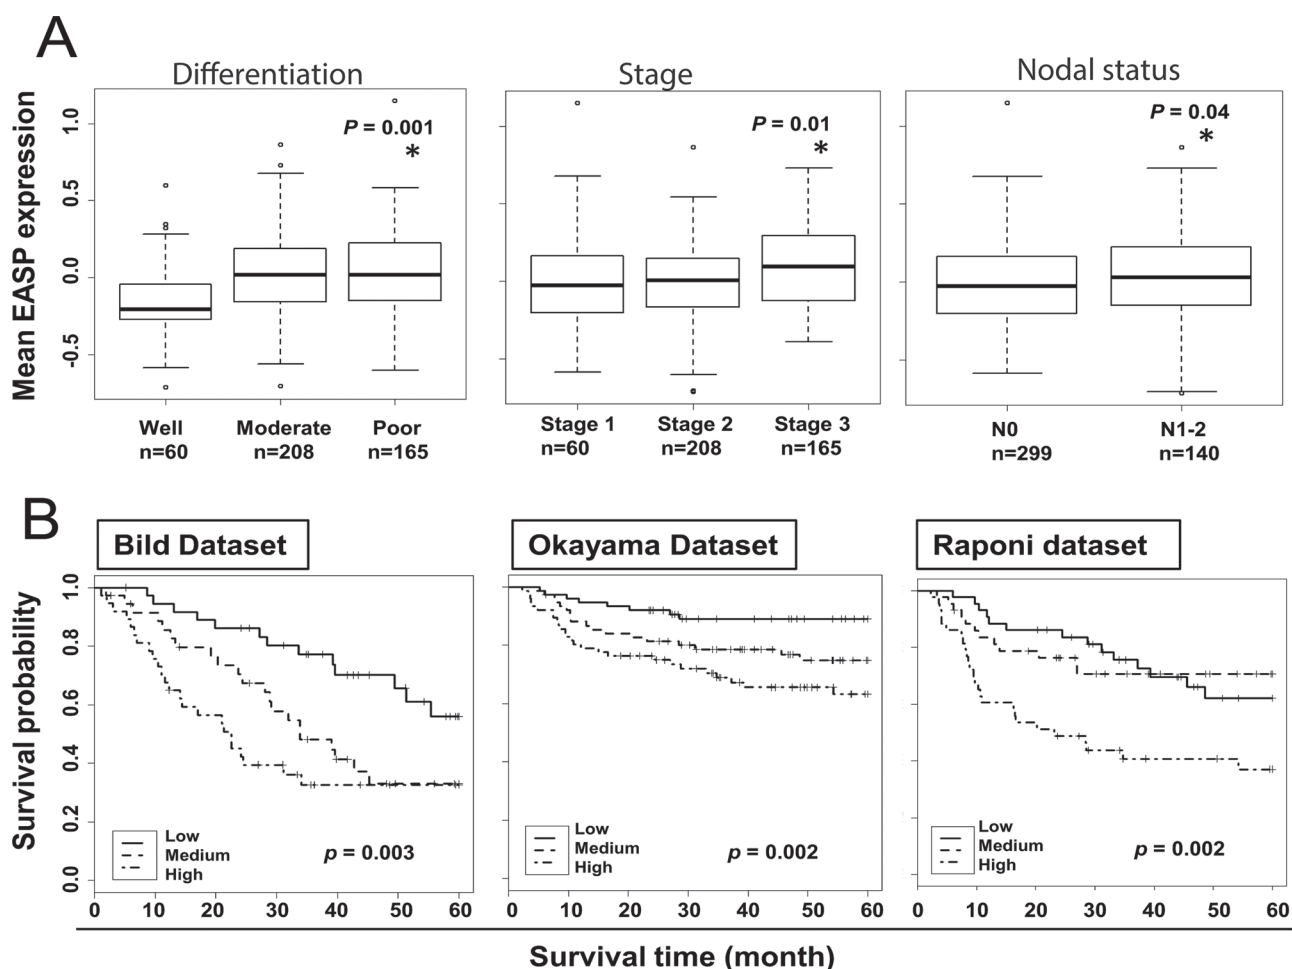 A
Differentiation
Stage
Nodal status
Mean EASP expression
1.0
0.5
0.0
-0.5
P = 0.001
*
P = 0.01
*
P = 0.04
*
Well
n=60
Moderate
n=208
Poor
n=165
Stage 1
n=60
Stage 2
n=208
Stage 3
n=165
N0
n=299
N1-2
n=140
B
Bild Dataset
Okayama Dataset
Raponi dataset
Survival probability
1.0
0.8
0.6
0.4
0.2
0.0
Low
Medium
High
p = 0.003
Low
Medium
High
p = 0.002
Low
Medium
High
p = 0.002
0 10 20 30 40 50 60
0 10 20 30 40 50 60
0 10 20 30 40 50 60
Survival time (month)